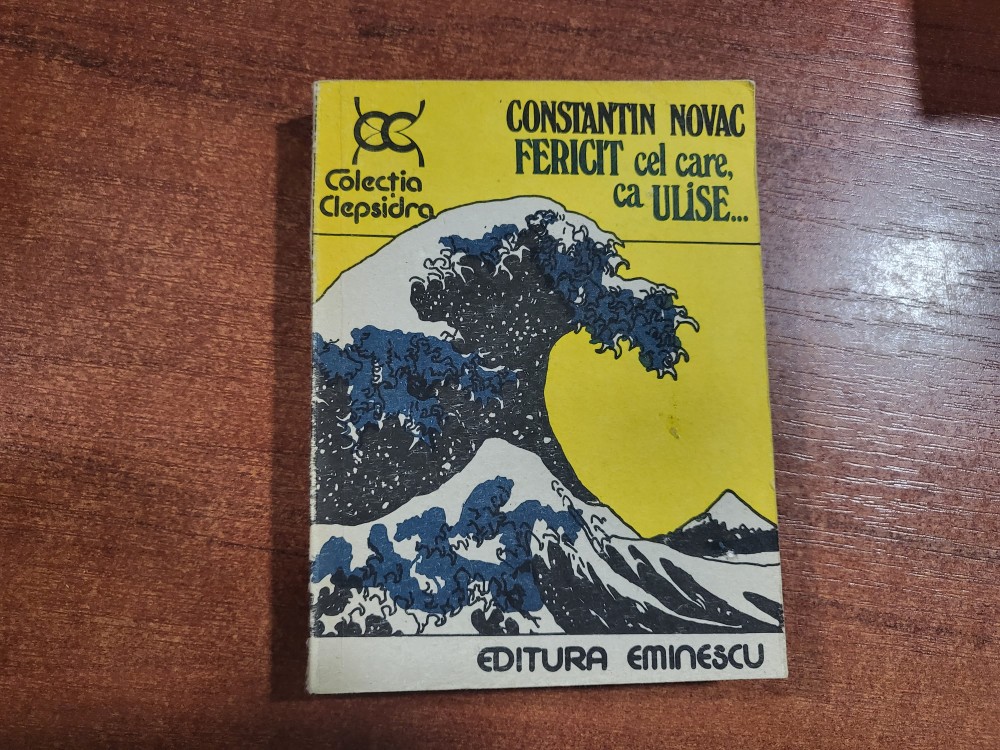 Colecția
Clepsidra
CONSTANTIN NOVAC
FERICIT cel care,
ca ULISE...
EDITURA EMINESCU